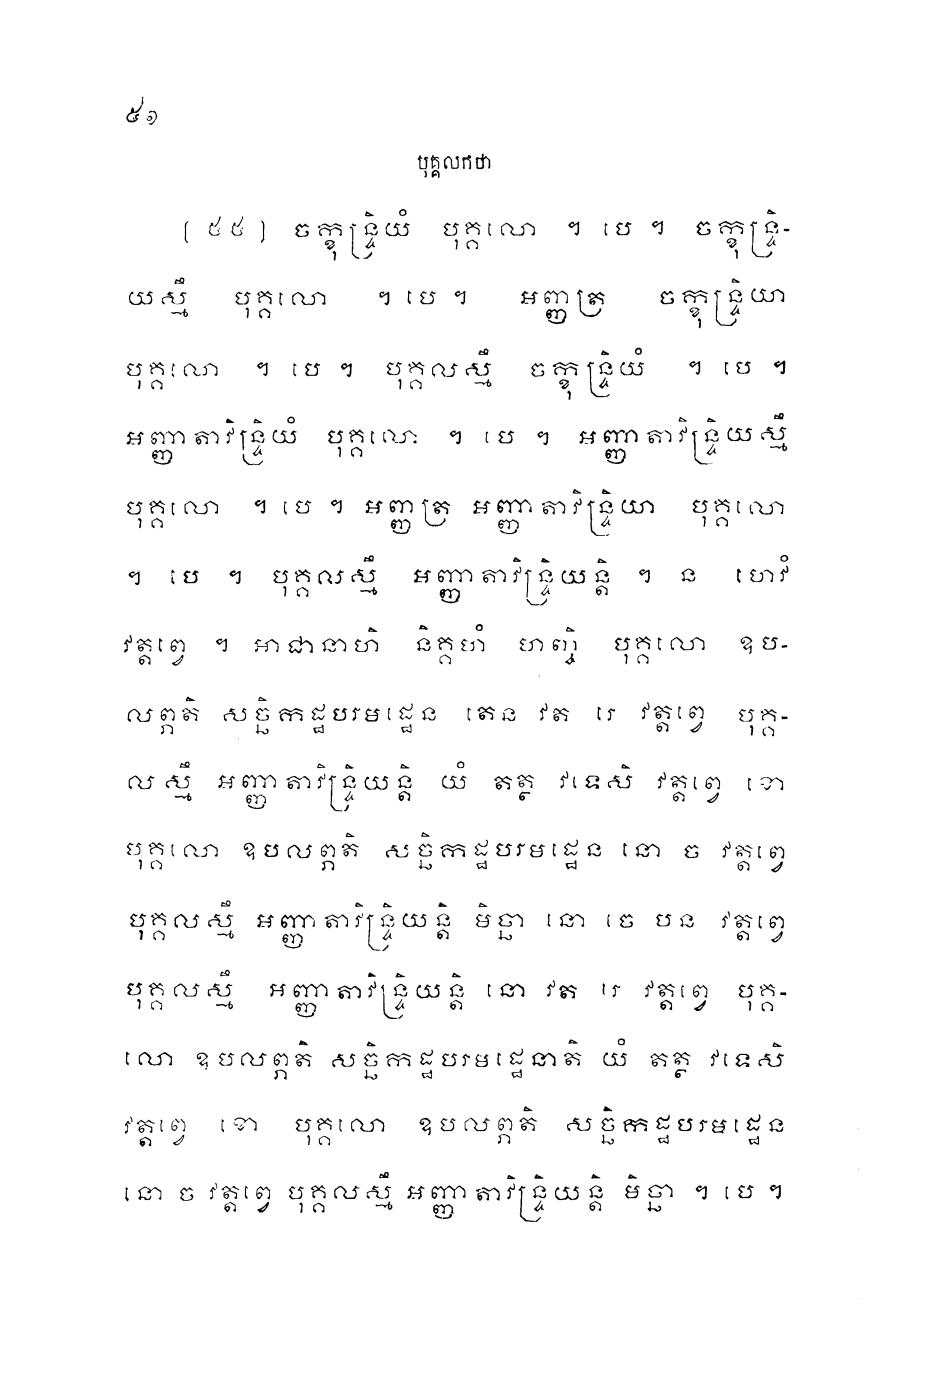 ៥១
បុគ្គលកថា
[ ៥៥ ] ចក្ខុន្ទ្រិយំ បុគ្គលោ ។ បេ ។ ចក្ខុន្ទ្រិ-
យស្មឹ បុគ្គលោ ។ បេ ។ អញ្ញត្រ ចក្ខុន្ទ្រិយា
បុគ្គលោ ។ បេ ។ បុគ្គលស្មឹ ចក្ខុន្ទ្រិយំ ។ បេ ។
អញ្ញាតាវិន្ទ្រិយំ បុគ្គលោ ។ បេ ។ អញ្ញាតាវិន្ទ្រិយស្មឹ
បុគ្គលោ ។ បេ ។ អញ្ញត្រ អញ្ញាតាវិន្ទ្រិយា បុគ្គលោ
។ បេ ។ បុគ្គលស្មឹ អញ្ញាតាវិន្ទ្រិយន្តិ ។ ន ហេវំ
វត្តព្វេ ។ អាជានាហិ និគ្គហំ ហញ្ចិ បុគ្គលោ ឧប-
លព្ភតិ សច្ឆិកដ្ឋបរមដ្ឋេន តេន វត រេ វត្តព្វេ បុគ្គ-
លស្មឹ អញ្ញាតាវិន្ទ្រិយន្តិ យំ តត្ថ វទេសិ វត្តព្វេ ខោ
បុគ្គលោ ឧបលព្ភតិ សច្ឆិកដ្ឋបរមដ្ឋេន នោ ច វត្តព្វេ
បុគ្គលស្មឹ អញ្ញាតាវិន្ទ្រិយន្តិ មិច្ឆា នោ ចេ បន វត្តព្វេ
បុគ្គលស្មឹ អញ្ញាតាវិន្ទ្រិយន្តិ នោ វត រេ វត្តព្វេ បុគ្គ-
លោ ឧបលព្ភតិ សច្ឆិកដ្ឋបរមដ្ឋេនាតិ យំ តត្ថ វទេសិ
វត្តព្វេ ខោ បុគ្គលោ ឧបលព្ភតិ សច្ឆិកដ្ឋបរមដ្ឋេន
នោ ច វត្តព្វេ បុគ្គលស្មឹ អញ្ញាតាវិន្ទ្រិយន្តិ មិច្ឆា ។ បេ ។